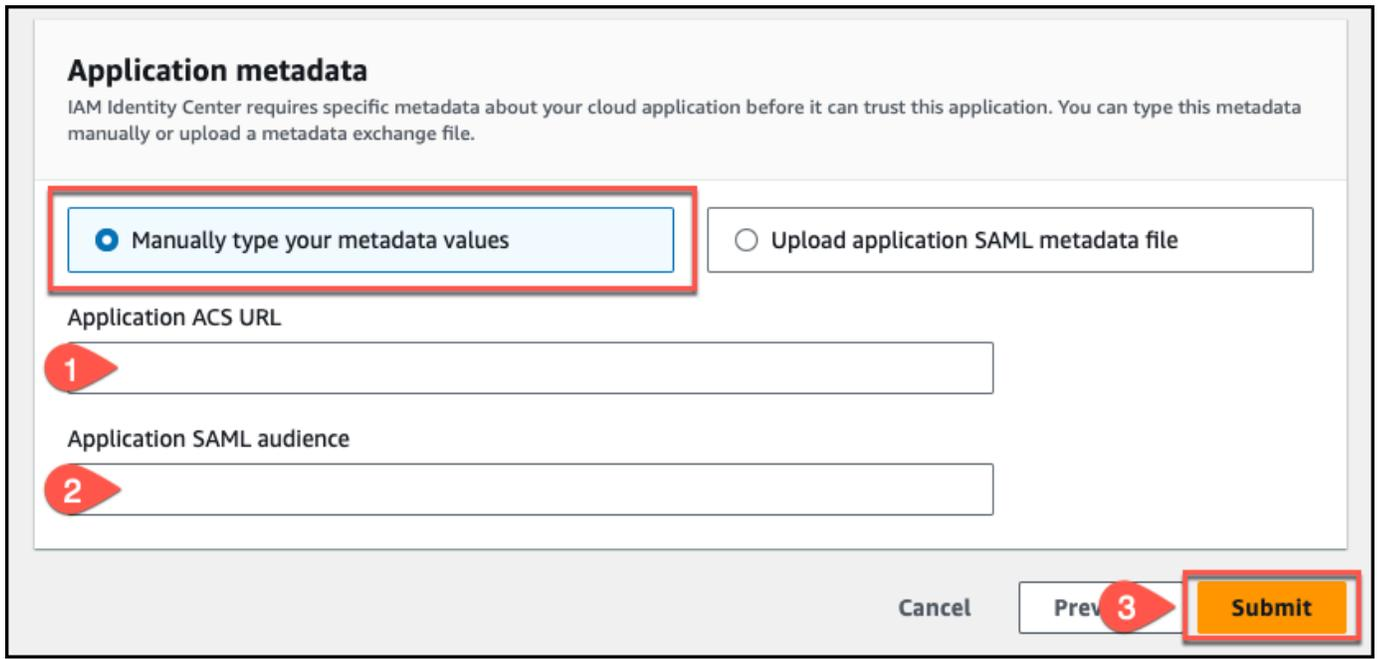 Application metadata
IAM Identity Center requires specific metadata about your cloud application before it can trust this application. You can type this metadata
manually or upload a metadata exchange file.
Manually type your metadata values
Upload application SAML metadata file
Application ACS URL
1
Application SAML audience
2
Cancel
Prev
3
Submit